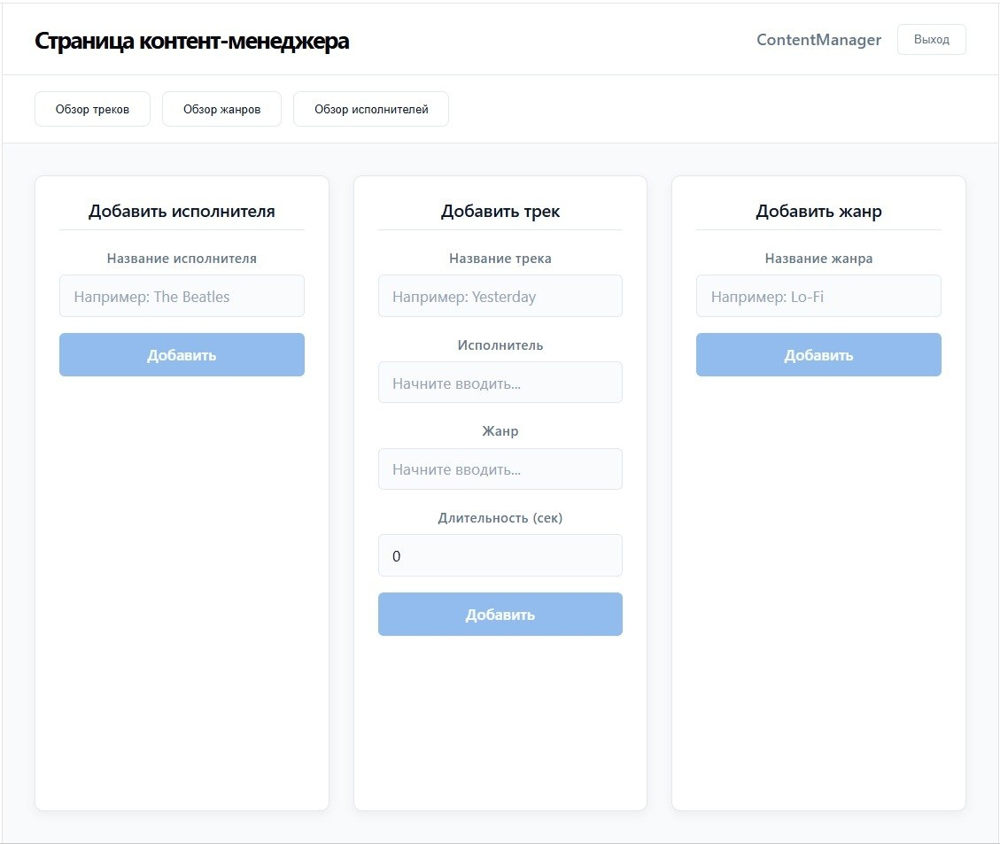 Страница контент-менеджера
ContentManager
Выход
Обзор треков
Обзор жанров
Обзор исполнителей
Добавить исполнителя
Название исполнителя
Например: The Beatles
Добавить
Добавить трек
Название трека
Например: Yesterday
Исполнитель
Начните вводить...
Жанр
Начните вводить...
Длительность (сек)
0
Добавить
Добавить жанр
Название жанра
Например: Lo-Fi
Добавить